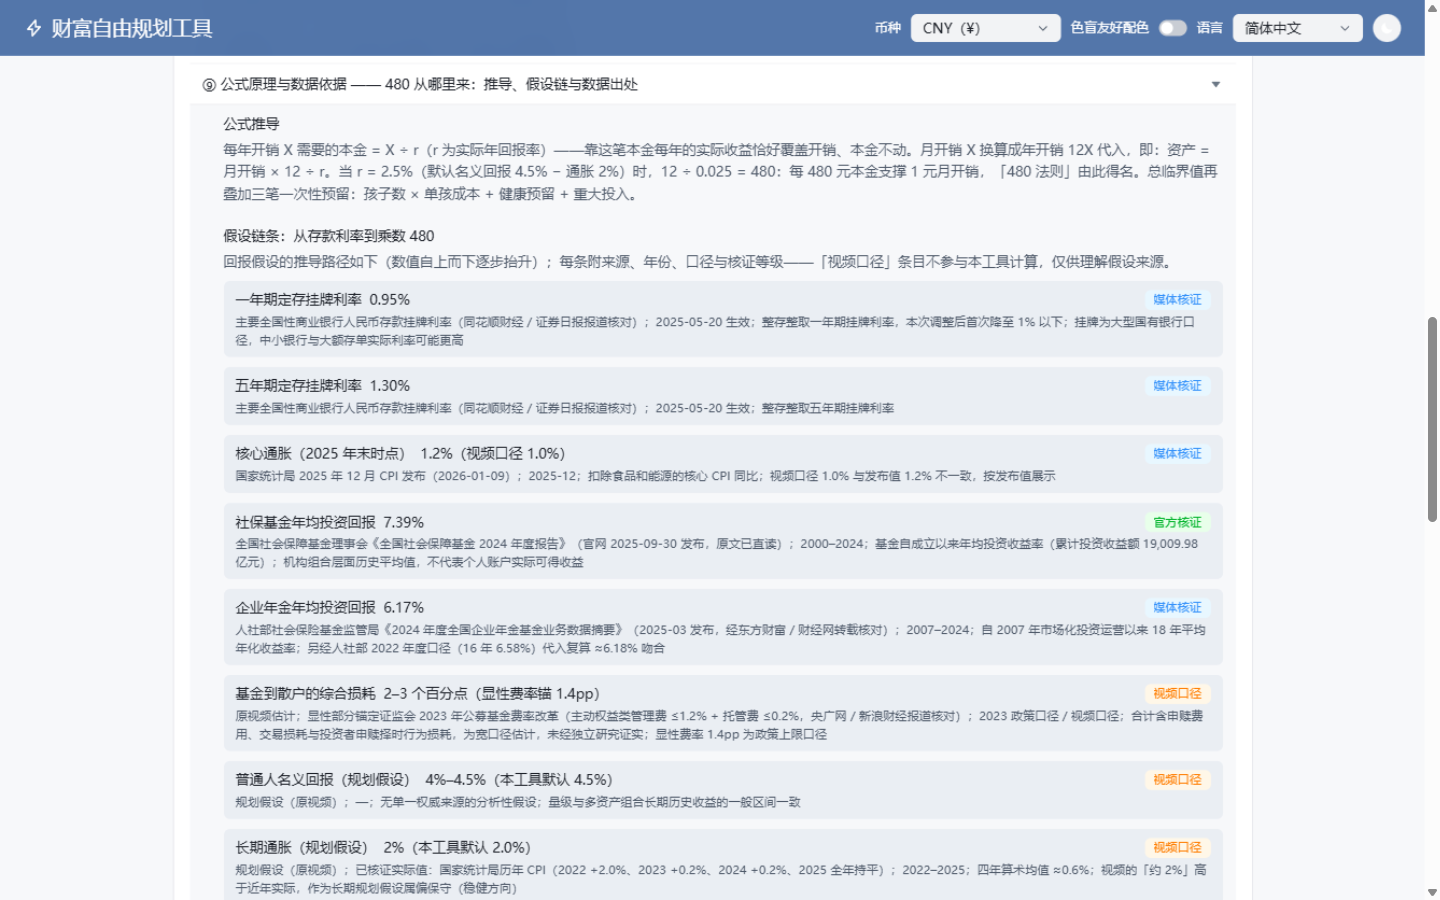 财富自由规划工具
币种
CNY（¥）
色盲友好配色
语言
简体中文
⑨ 公式原理与数据依据 —— 480 从哪里来：推导、假设链与数据出处
公式推导
每年开销 X 需要的本金 = X ÷ r（r 为实际年回报率）——靠这笔本金每年的实际收益恰好覆盖开销、本金不动。月开销 X 换算成年开销 12X 代入，即：资产 =
月开销 × 12 ÷ r。当 r = 2.5%（默认名义回报 4.5% − 通胀 2%）时，12 ÷ 0.025 = 480：每 480 元本金支撑 1 元月开销，「480 法则」由此得名。总临界值再
叠加三笔一次性预留：孩子数 × 单孩成本 + 健康预留 + 重大投入。
假设链条：从存款利率到乘数 480
回报假设的推导路径如下（数值自上而下逐步抬升）；每条附来源、年份、口径与核证等级——「视频口径」条目不参与本工具计算，仅供理解假设来源。
一年期定存挂牌利率 0.95%
媒体核证
主要全国性商业银行人民币存款挂牌利率（同花顺财经 / 证券日报报道核对）；2025-05-20 生效；整存整取一年期挂牌利率，本次调整后首次降至 1% 以下；挂牌为大型国有银行口
径，中小银行与大额存单实际利率可能更高
五年期定存挂牌利率 1.30%
媒体核证
主要全国性商业银行人民币存款挂牌利率（同花顺财经 / 证券日报报道核对）；2025-05-20 生效；整存整取五年期挂牌利率
核心通胀（2025 年末时点） 1.2%（视频口径 1.0%）
媒体核证
国家统计局 2025 年 12 月 CPI 发布（2026-01-09）；2025-12；扣除食品和能源的核心 CPI 同比；视频口径 1.0% 与发布值 1.2% 不一致，按发布值展示
社保基金年均投资回报 7.39%
官方核证
全国社会保障基金理事会《全国社会保障基金 2024 年度报告》（官网 2025-09-30 发布，原文已直读）；2000–2024；基金自成立以来年均投资收益率（累计投资收益额 19,009.98
亿元）；机构组合层面历史平均值，不代表个人账户实际可得收益
企业年金年均投资回报 6.17%
媒体核证
人社部社会保险基金监管局《2024 年度全国企业年金基金业务数据摘要》（2025-03 发布，经东方财富 / 财经网转载核对）；2007–2024；自 2007 年市场化投资运营以来 18 年平均
年化收益率；另经人社部 2022 年度口径（16 年 6.58%）代入复算 ≈6.18% 吻合
基金到散户的综合损耗 2–3 个百分点（显性费率锚 1.4pp）
视频口径
原视频估计；显性部分锚定证监会 2023 年公募基金费率改革（主动权益类管理费 ≤1.2% + 托管费 ≤0.2%，央广网 / 新浪财经报道核对）；2023 政策口径 / 视频口径；合计含申赎费
用、交易损耗与投资者申赎择时行为损耗，为宽口径估计，未经独立研究证实；显性费率 1.4pp 为政策上限口径
普通人名义回报（规划假设） 4%–4.5%（本工具默认 4.5%）
视频口径
规划假设（原视频）；—；无单一权威来源的分析性假设；量级与多资产组合长期历史收益的一般区间一致
长期通胀（规划假设） 2%（本工具默认 2.0%）
视频口径
规划假设（原视频）；已核证实际值：国家统计局历年 CPI（2022 +2.0%、2023 +0.2%、2024 +0.2%、2025 全年持平）；2022–2025；四年算术均值 ≈0.6%；视频的「约 2%」高
于近年实际，作为长期规划假设属偏保守（稳健方向）